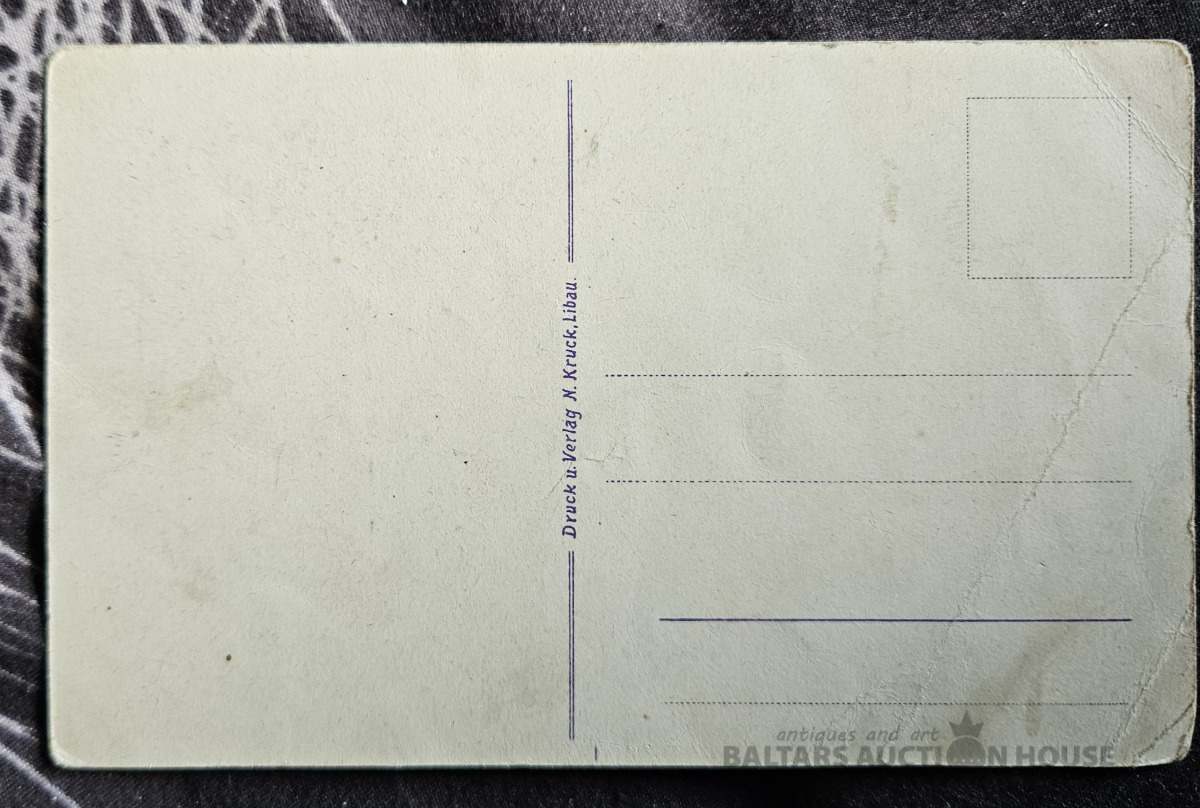 Druck u. Verlag N. Kruck, Libau.
antiques and art
BALTARS AUCTION HOUSE